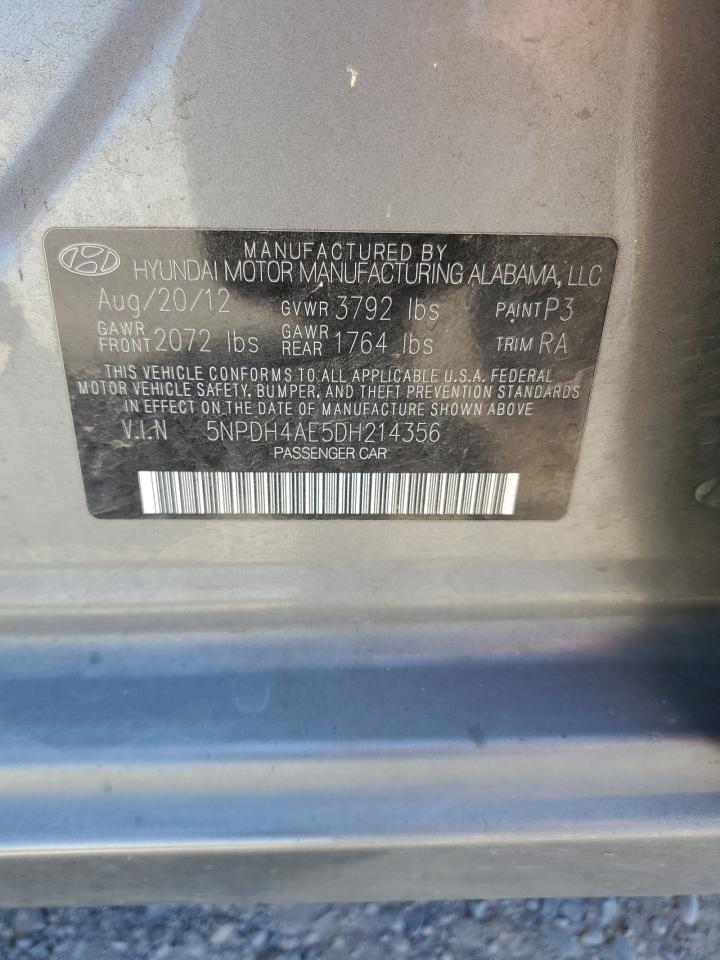 MANUFACTURED BY
HYUNDAI MOTOR MANUFACTURING ALABAMA, LLC
Aug/20/12 GVWR 3792 lbs PAINT P3
GAWR FRONT 2072 lbs GAWR REAR 1764 lbs TRIM RA
THIS VEHICLE CONFORMS TO ALL APPLICABLE U.S.A. FEDERAL
MOTOR VEHICLE SAFETY, BUMPER, AND THEFT PREVENTION STANDARDS
IN EFFECT ON THE DATE OF MANUFACTURE SHOWN ABOVE
V.I.N 5NPDH4AE5DH214356
PASSENGER CAR